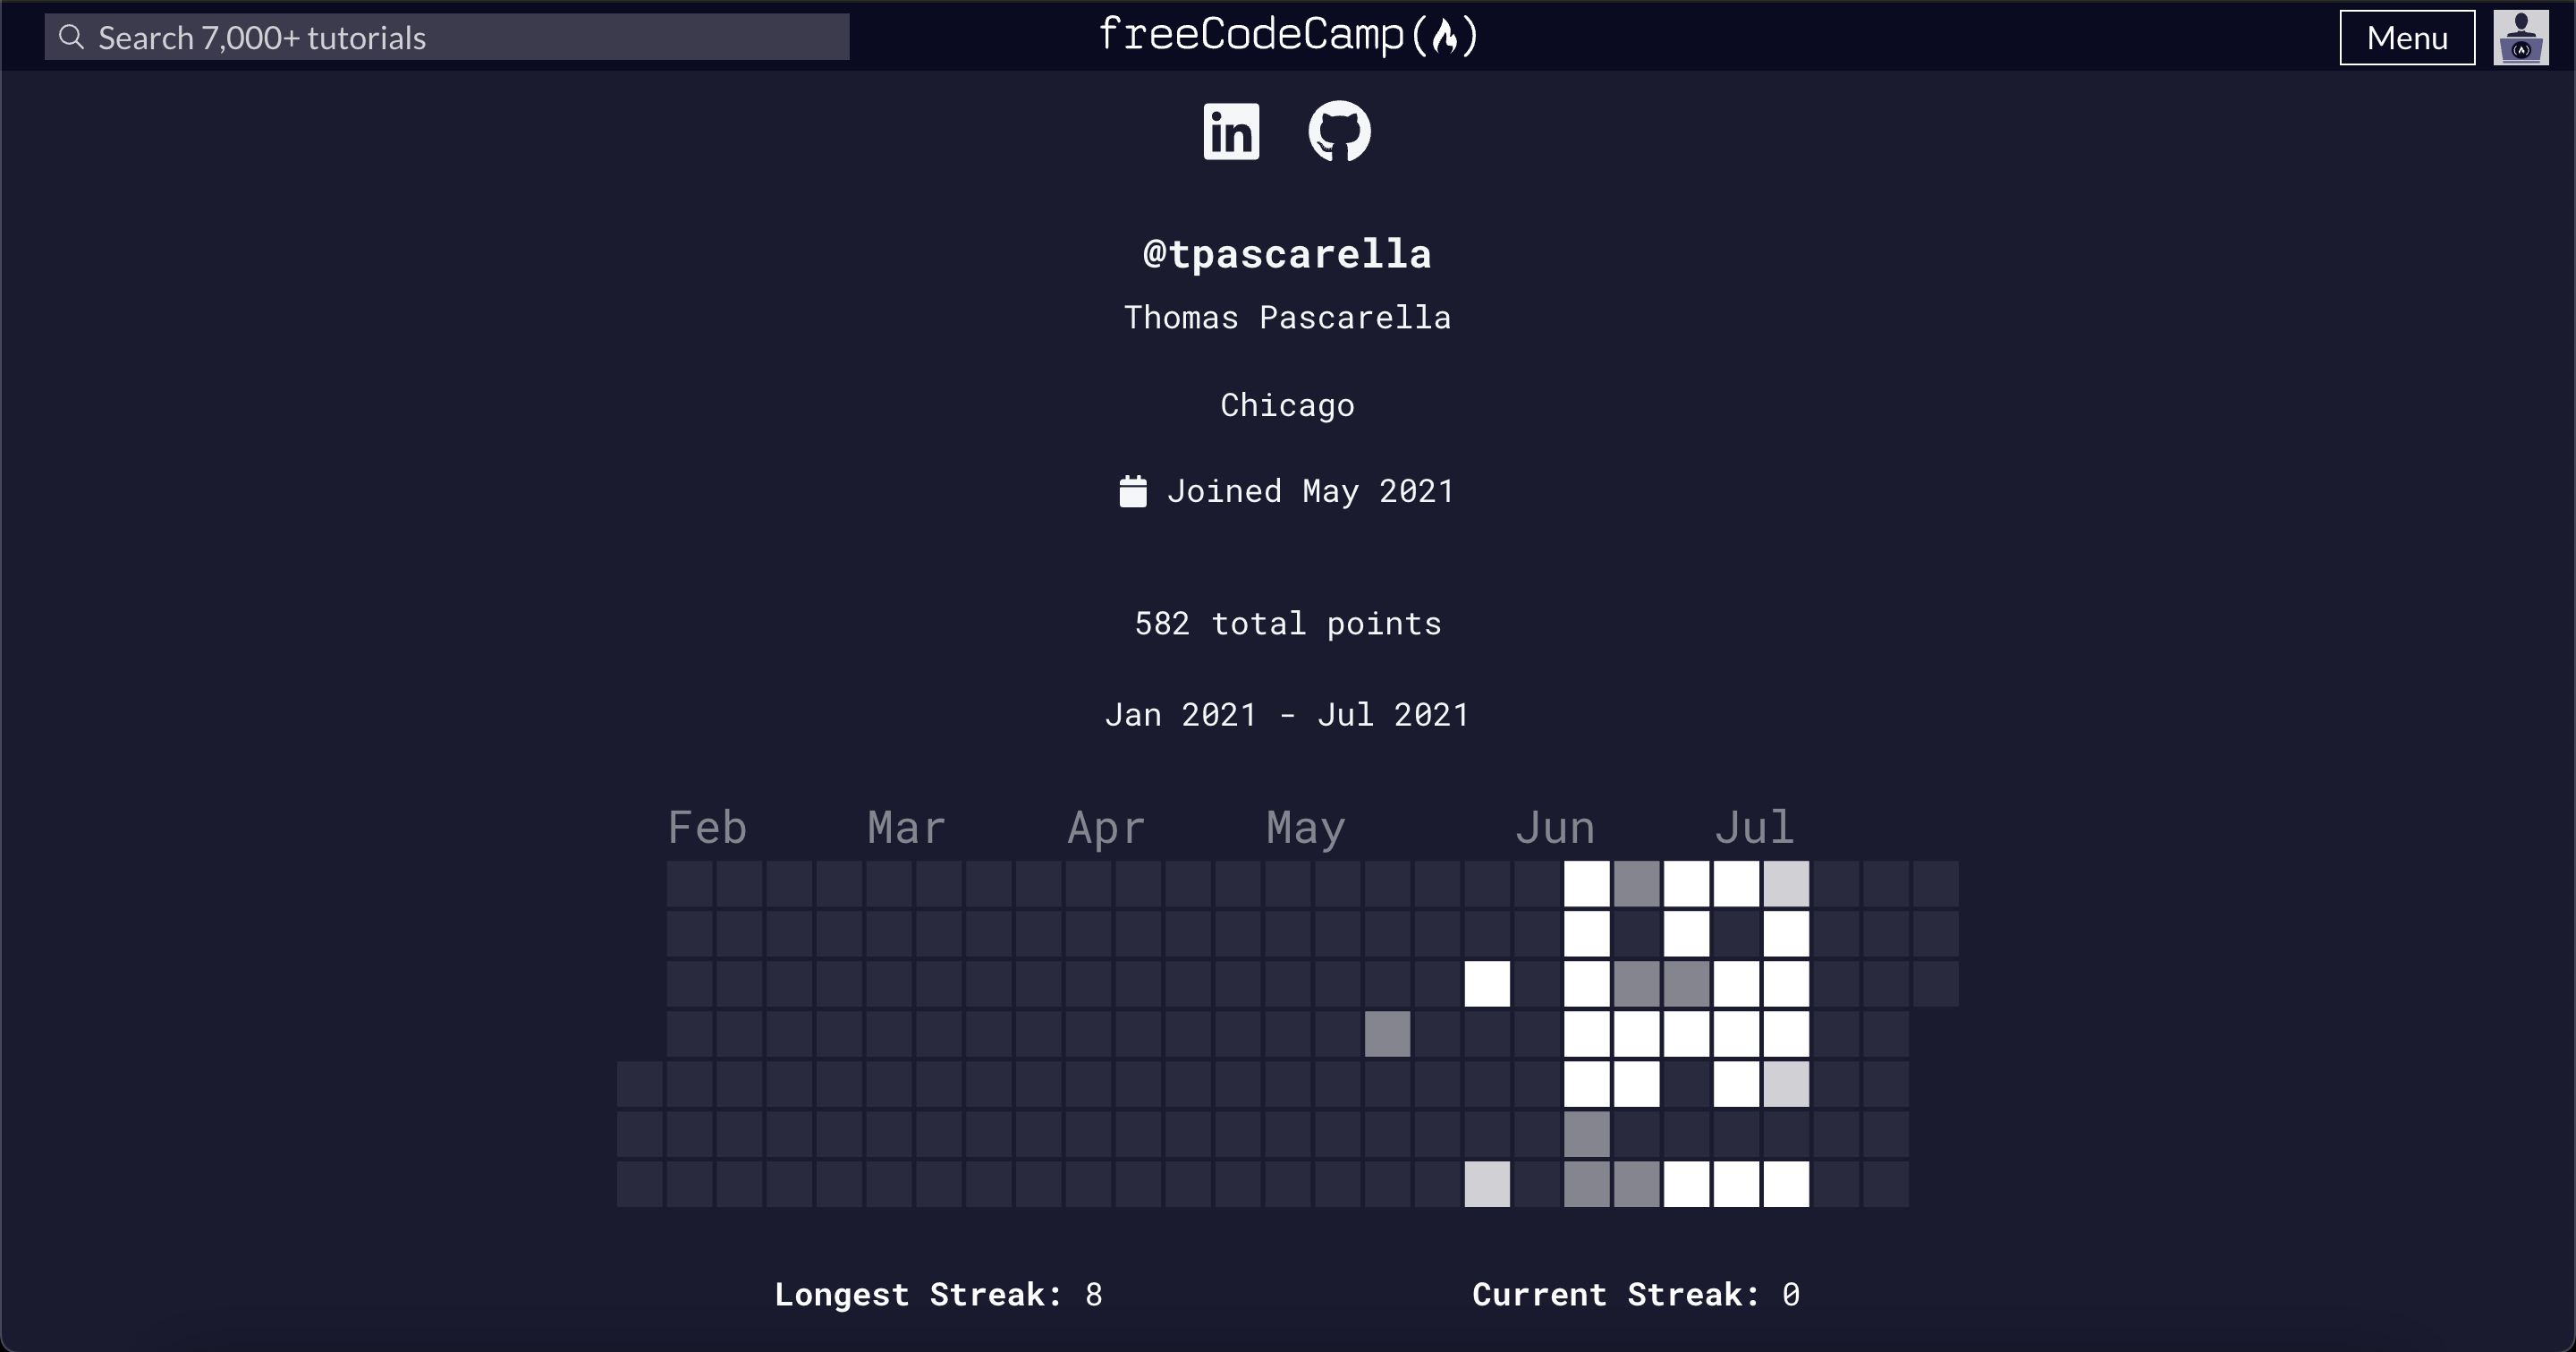 Search 7,000+ tutorials
freeCodeCamp
Menu
@tpascarella
Thomas Pascarella
Chicago
Joined May 2021
582 total points
Jan 2021 - Jul 2021
Feb Mar Apr May Jun Jul
Longest Streak: 8 Current Streak: 0